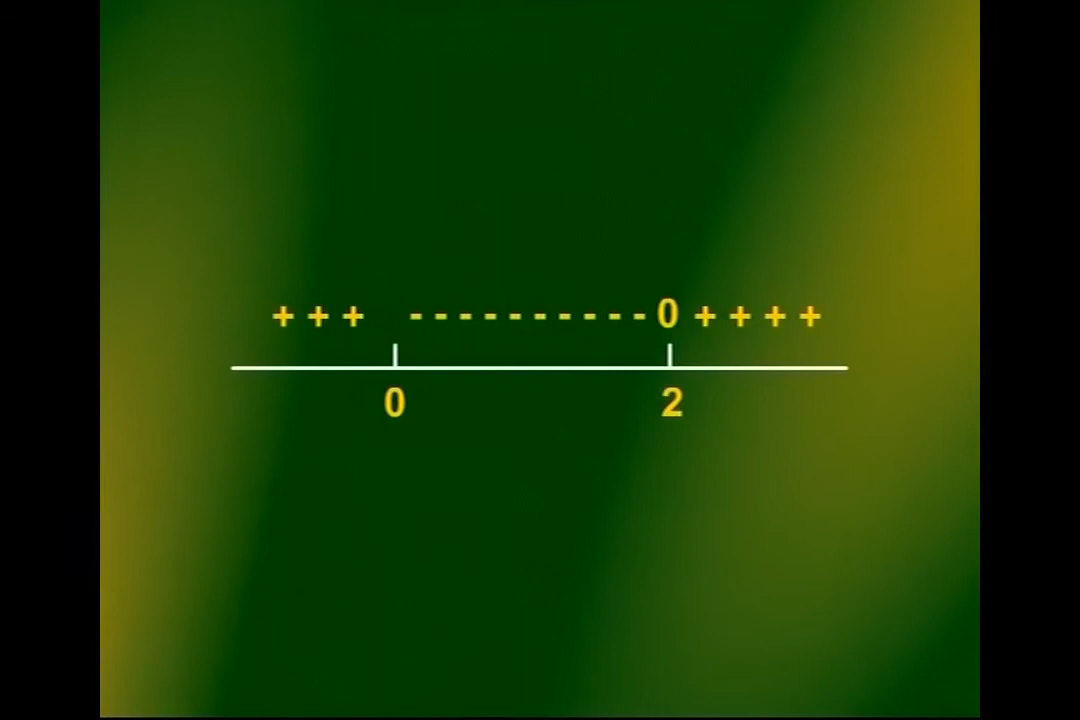 + + + - - - - - - - - - - 0 + + + +
0 2